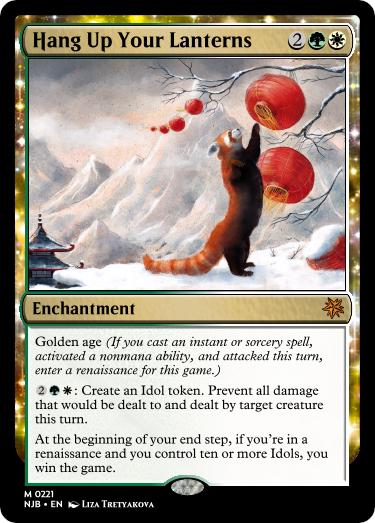 Hang Up Your Lanterns 2
Enchantment
Golden age (If you cast an instant or sorcery spell,
activated a nonmana ability, and attacked this turn,
enter a renaissance for this game.)
2: Create an Idol token. Prevent all damage
that would be dealt to and dealt by target creature
this turn.
At the beginning of your end step, if you're in a
renaissance and you control ten or more Idols, you
win the game.
M 0221
NJB • EN Liza Tretyakova